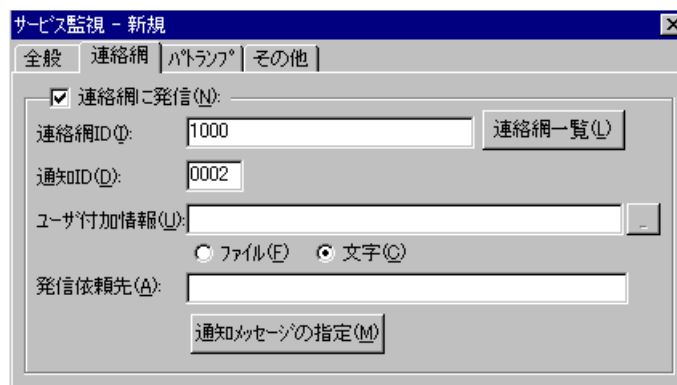 サービス監視 - 新規
全般 連絡網 ﾊﾟﾄﾗﾝﾌﾟ その他
連絡網に発信(N):
連絡網ID(I): 1000 連絡網一覧(L)
通知ID(D): 0002
ﾕｰｻﾞ付加情報(U): ...
ﾌｧｲﾙ(F) 文字(C)
発信依頼先(A):
通知ﾒｯｾｰｼﾞの指定(M)